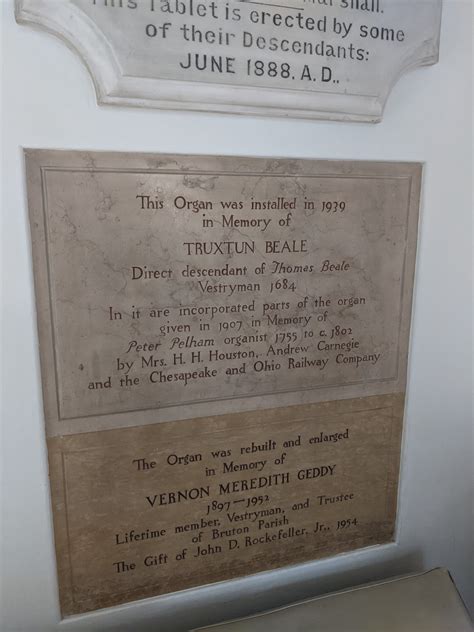 This Tablet is erected by some
of their Descendants:
JUNE 1888. A.D..
This Organ was installed in 1939
in Memory of
TRUXTUN BEALE
Direct descendant of Thomas Beale
Vestryman 1684
In it are incorporated parts of the organ
given in 1907 in Memory of
Peter Pelham organist 1755 to c. 1802
by Mrs. H. H. Houston, Andrew Carnegie
and the Chesapeake and Ohio Railway Company
The Organ was rebuilt and enlarged
in Memory of
VERNON MEREDITH GEDDY
1897–1952
Lifetime member, Vestryman, and Trustee
of Bruton Parish
The Gift of John D. Rockefeller, Jr., 1954